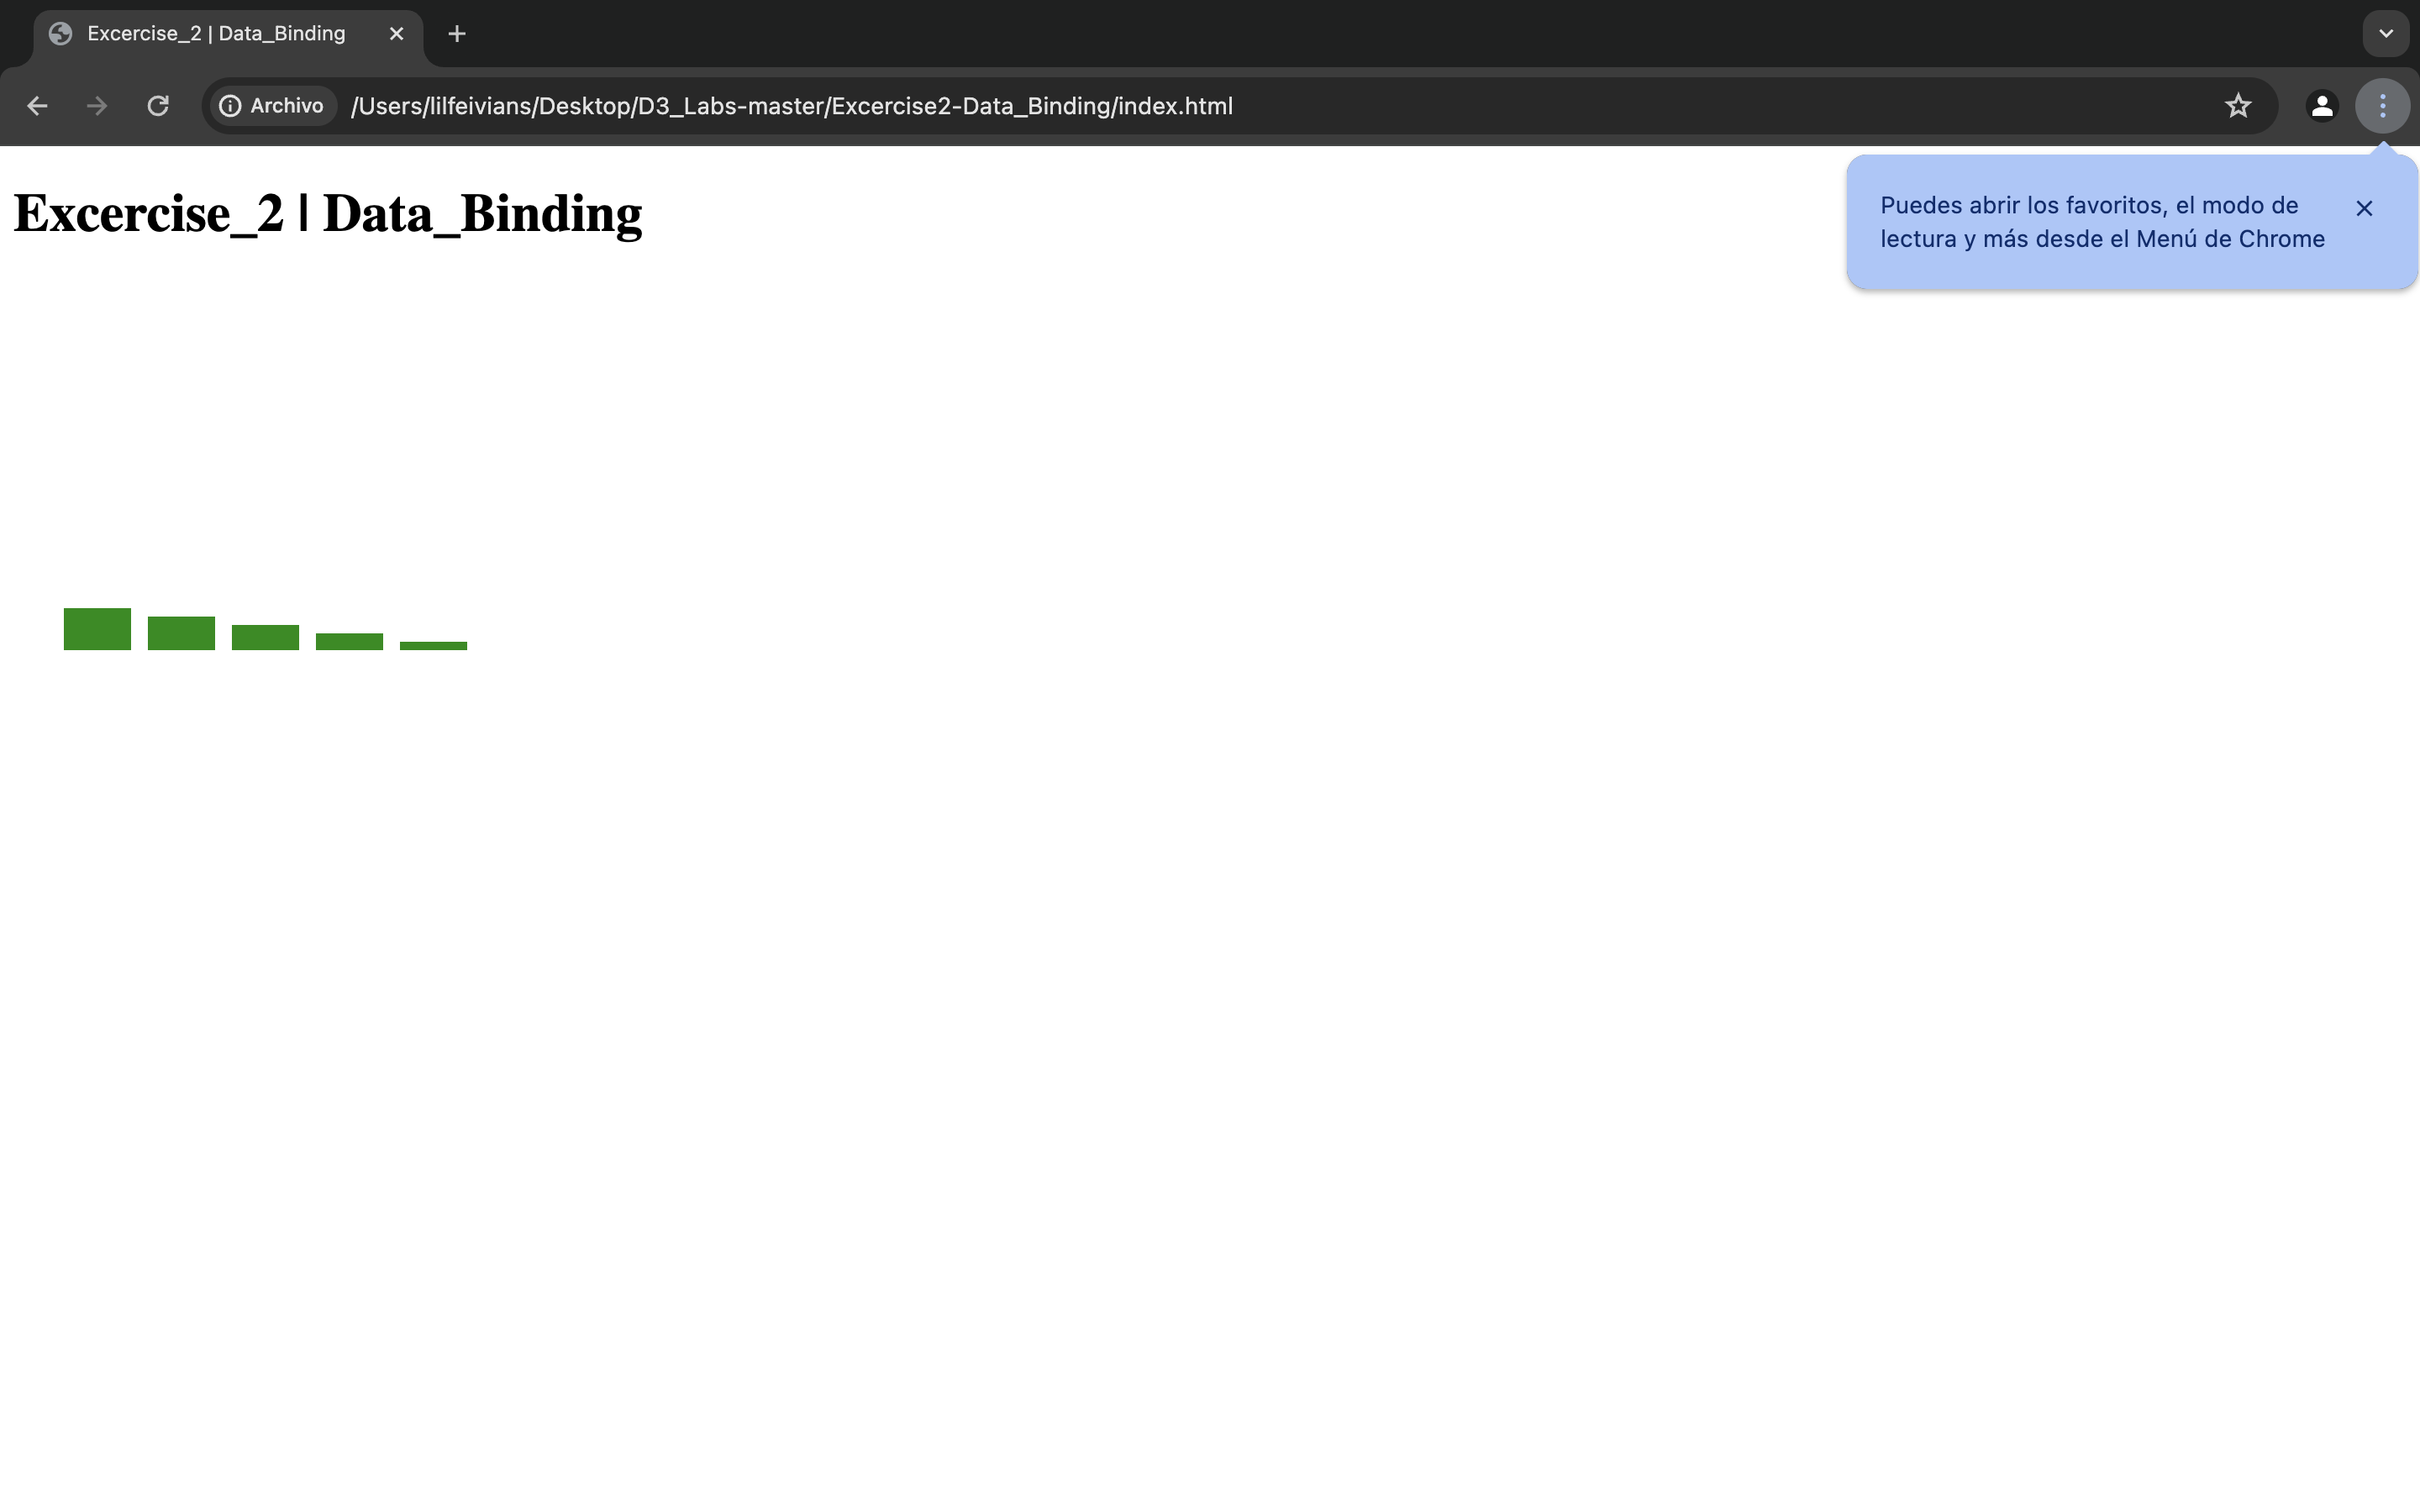 Excercise_2 | Data_Binding
Archivo /Users/lilfeivians/Desktop/D3_Labs-master/Excercise2-Data_Binding/index.html
Puedes abrir los favoritos, el modo de
lectura y más desde el Menú de Chrome
Excercise_2 | Data_Binding